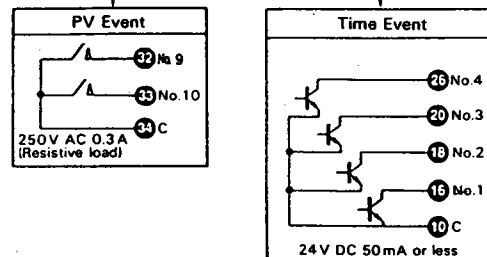 PV Event
32 No. 9
33 No.10
34 C
250V AC 0.3A
(Resistive load)
Time Event
26 No.4
20 No.3
18 No.2
16 No.1
10 C
24V DC 50mA or less